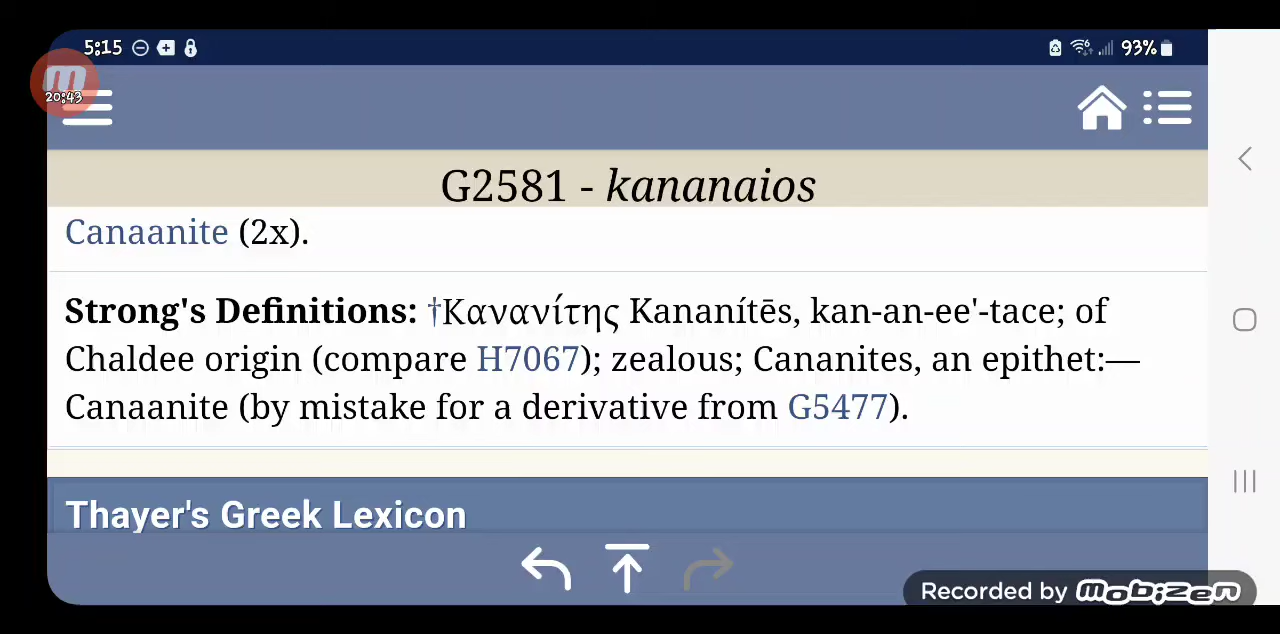 5:15
93%
20:43
G2581 - kananaios
Canaanite (2x).
Strong's Definitions: †Κανανίτης Kananítēs, kan-an-ee'-tace; of
Chaldee origin (compare H7067); zealous; Cananites, an epithet:—
Canaanite (by mistake for a derivative from G5477).
Thayer's Greek Lexicon
Recorded by Mobizen